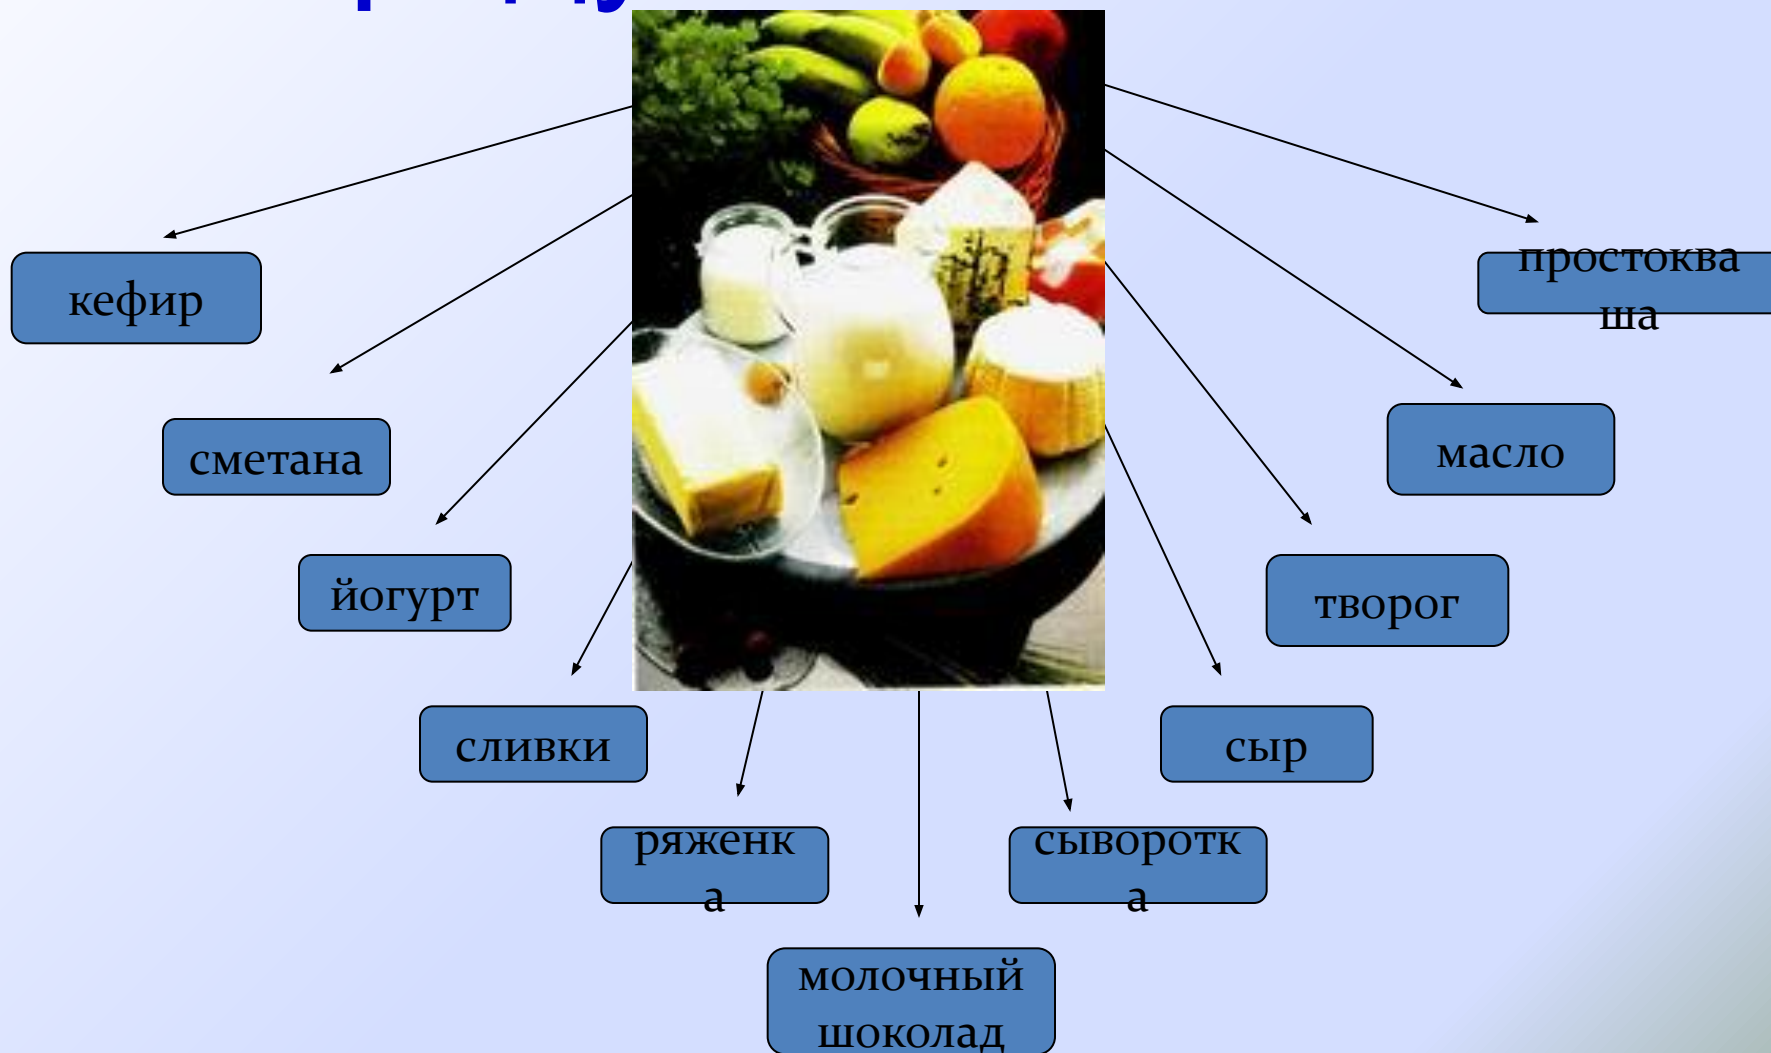 кефир
простоква
ша
сметана
масло
йогурт
творог
сливки
сыр
ряженк
а
сыворотк
а
молочный
шоколад